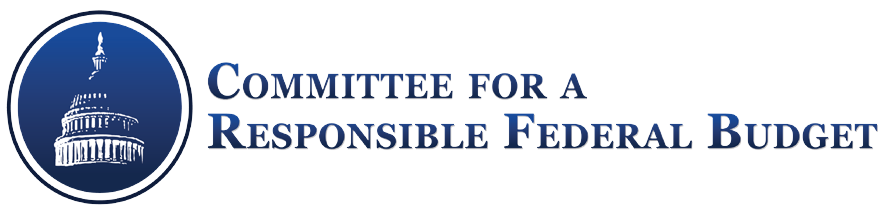 Committee for a
Responsible Federal Budget